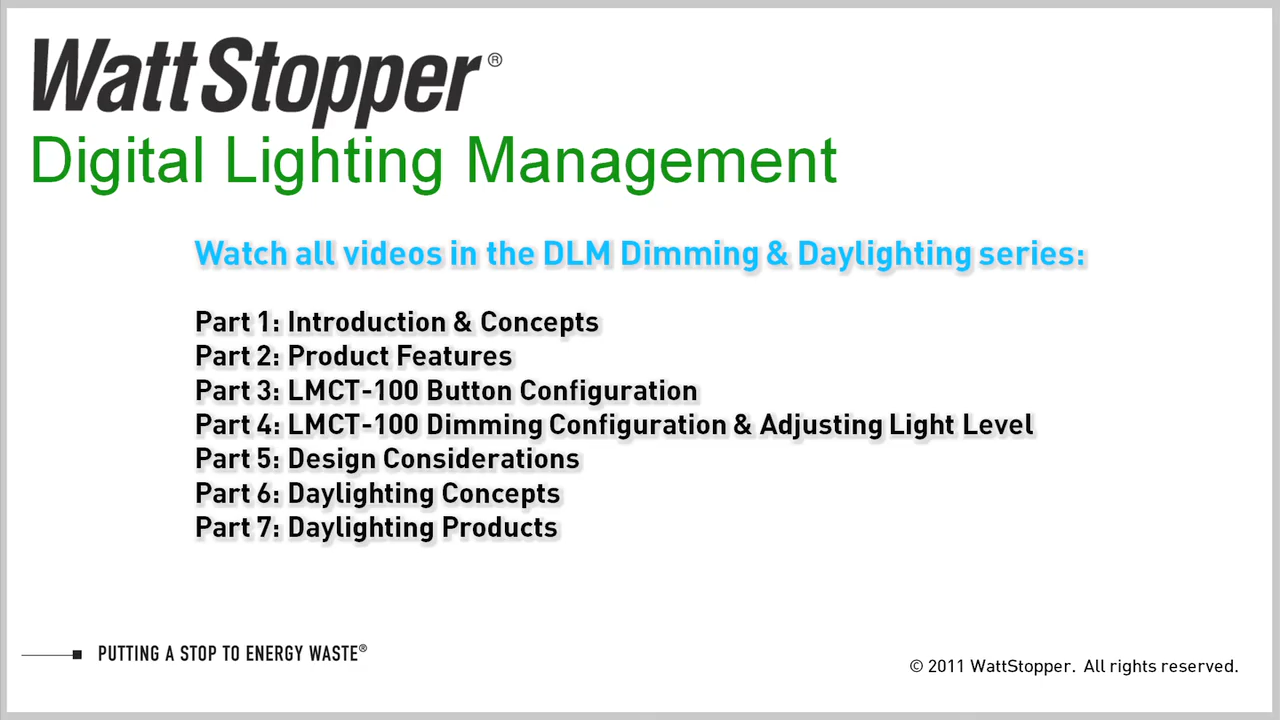 WattStopper®
Digital Lighting Management
Watch all videos in the DLM Dimming & Daylighting series:
Part 1: Introduction & Concepts
Part 2: Product Features
Part 3: LMCT-100 Button Configuration
Part 4: LMCT-100 Dimming Configuration & Adjusting Light Level
Part 5: Design Considerations
Part 6: Daylighting Concepts
Part 7: Daylighting Products
PUTTING A STOP TO ENERGY WASTE®
© 2011 WattStopper. All rights reserved.